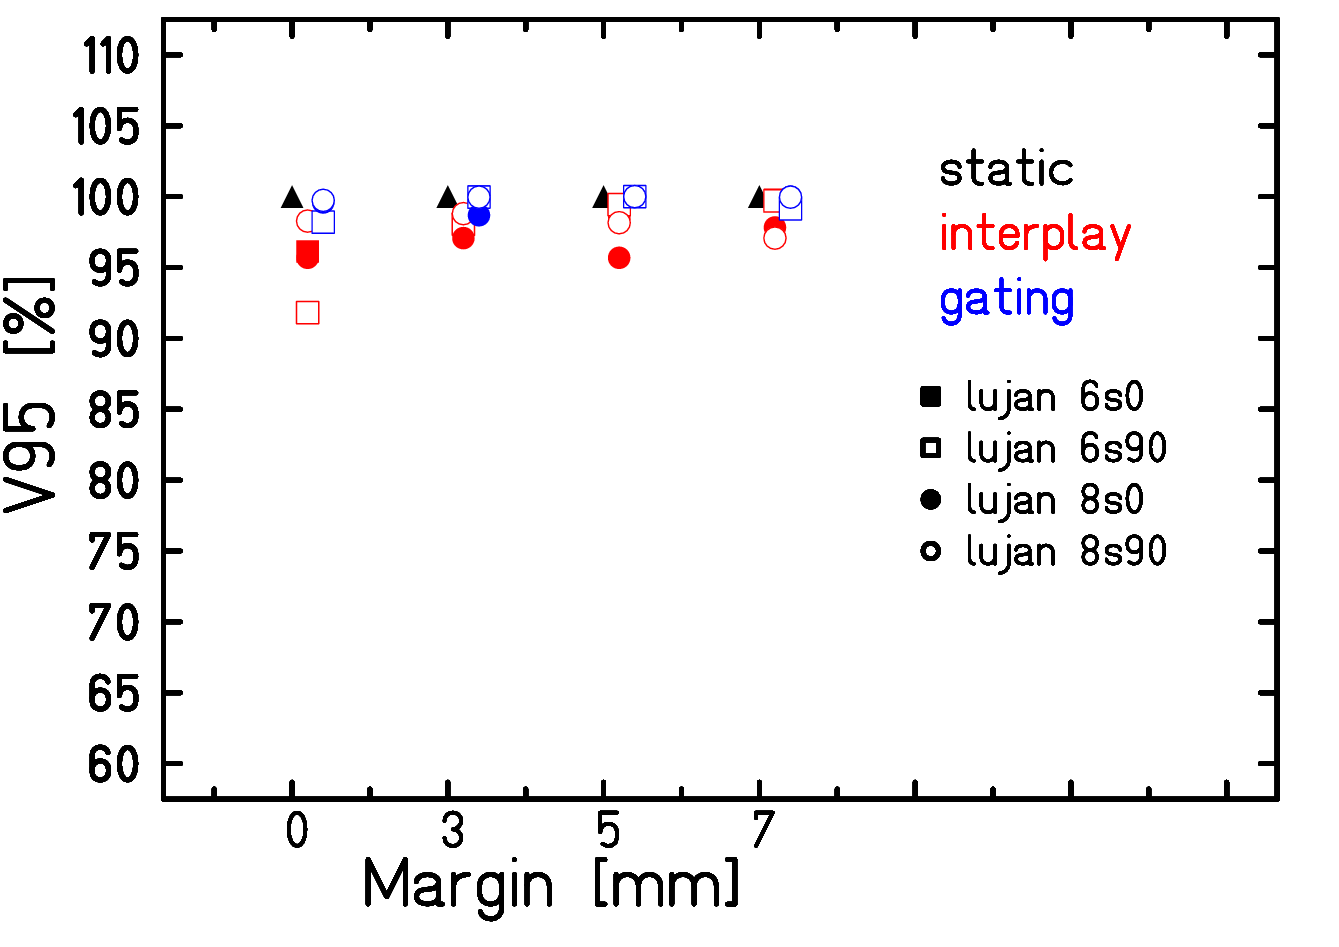 110
105
100
95
90
85
80
75
70
65
60
V95 [%]
0 3 5 7
Margin [mm]
static
interplay
gating
lujan 6s0
lujan 6s90
lujan 8s0
lujan 8s90